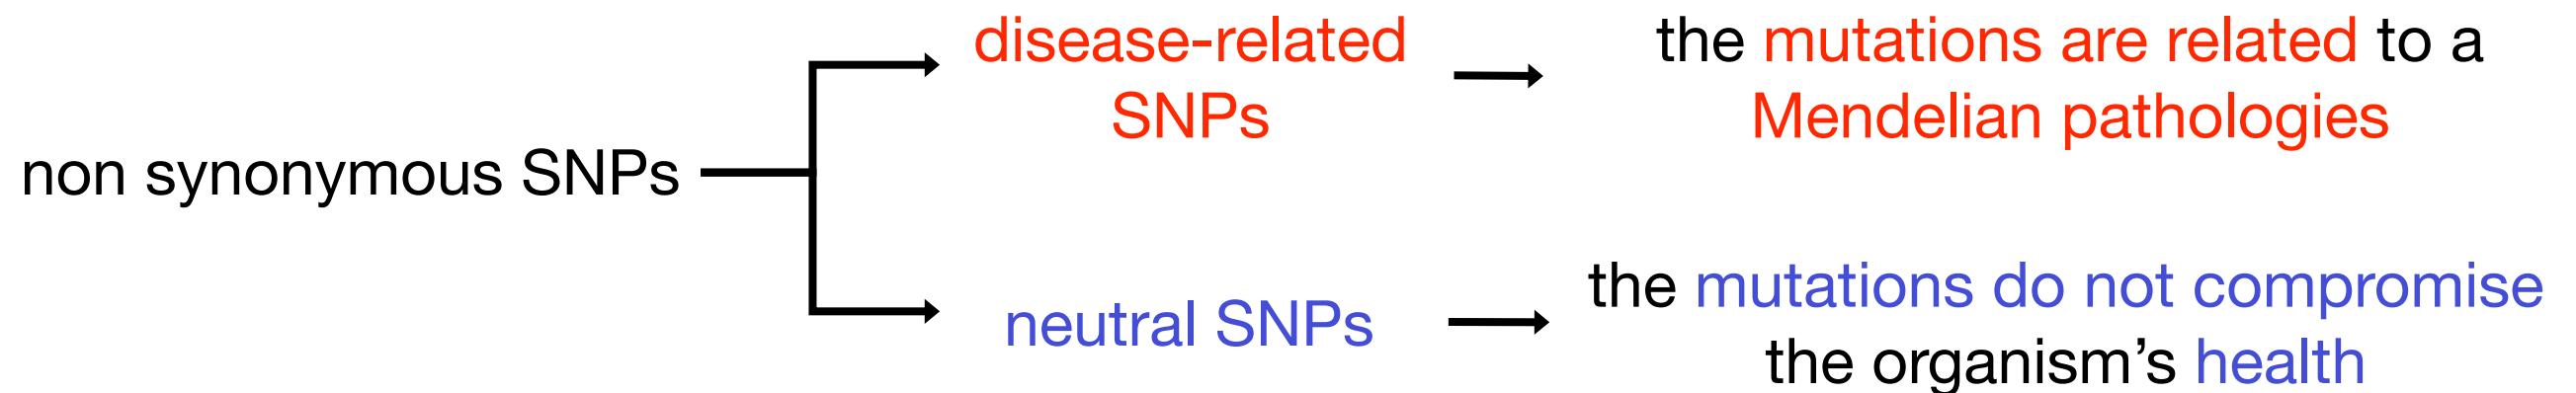 non synonymous SNPs
disease-related
SNPs
the mutations are related to a
Mendelian pathologies
neutral SNPs
the mutations do not compromise
the organism’s health